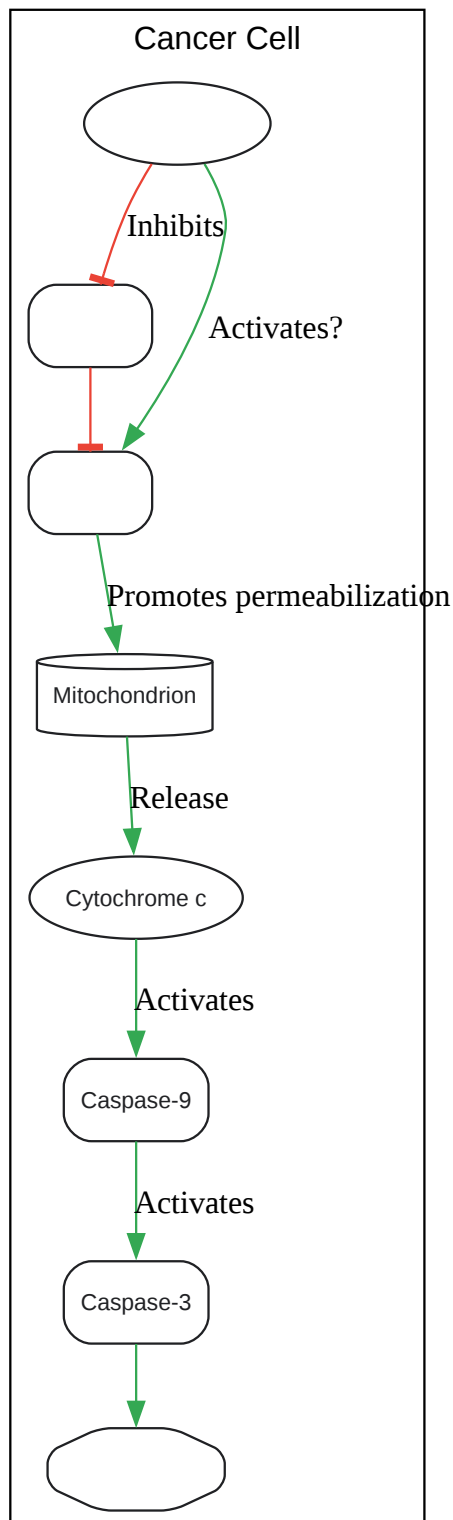 Cancer Cell
Inhibits
Activates?
Promotes permeabilization
Mitochondrion
Release
Cytochrome c
Activates
Caspase-9
Activates
Caspase-3